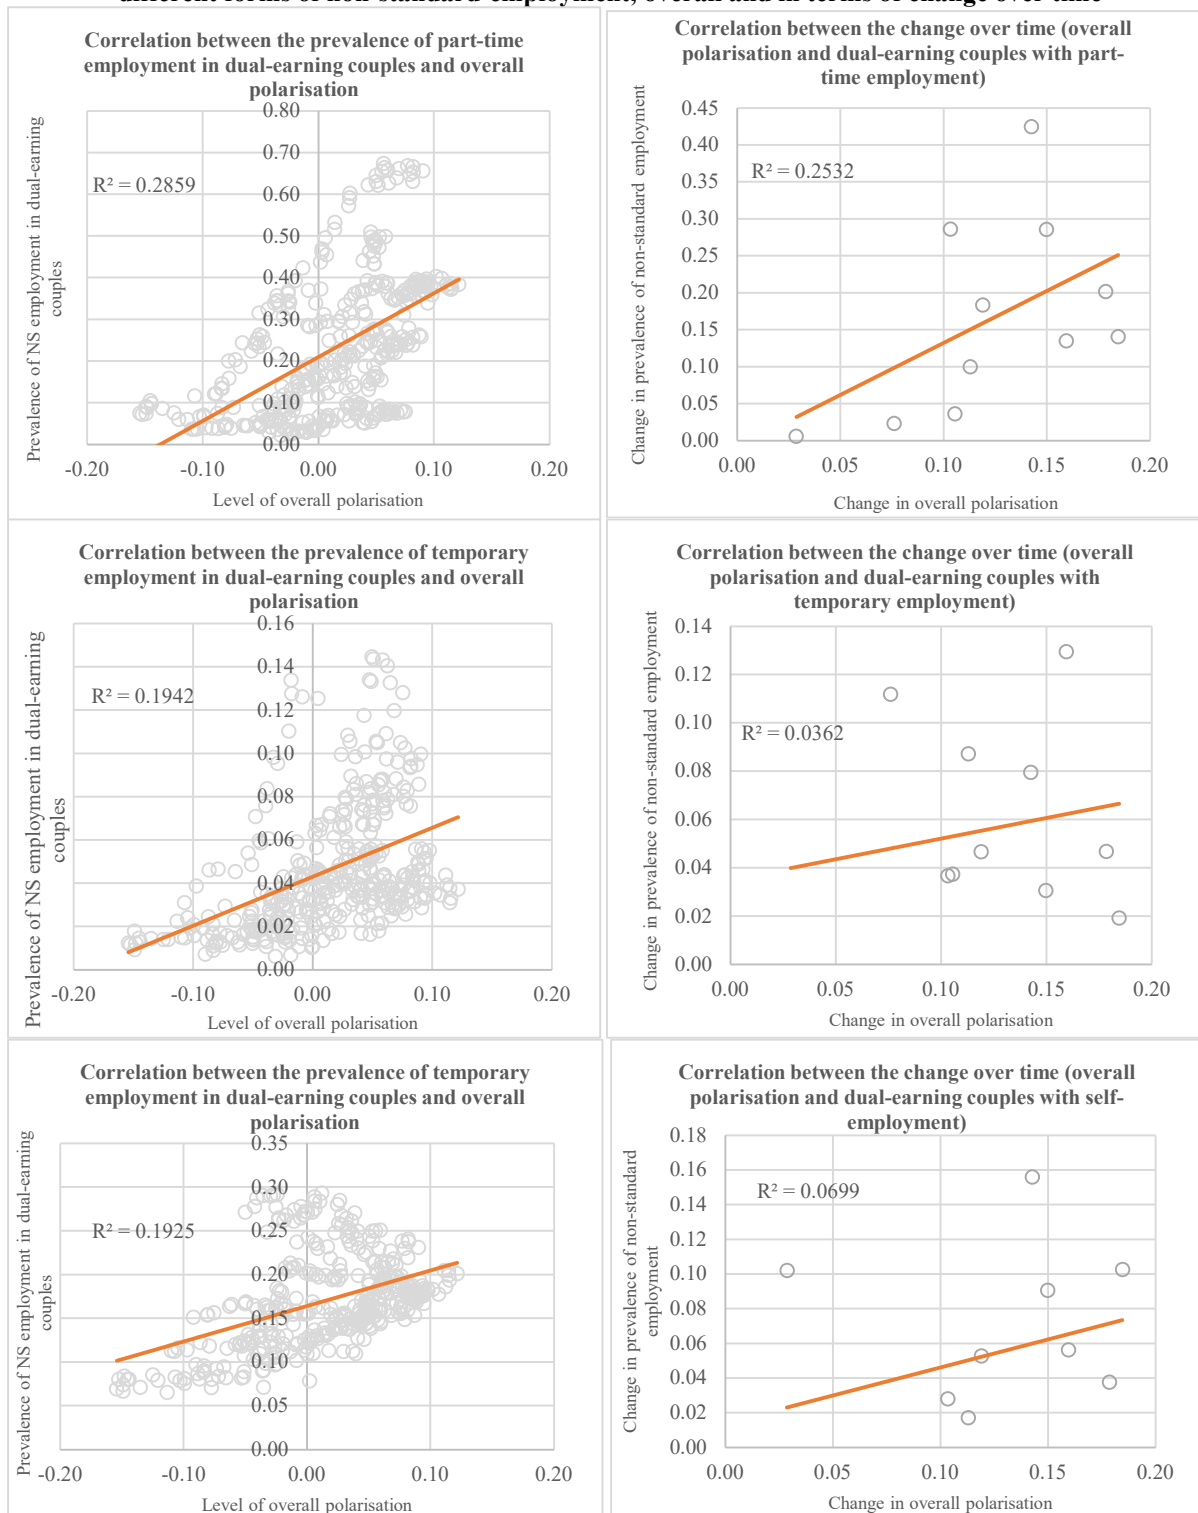 different forms of non-standard employment, overall and in terms of change over time
Correlation between the prevalence of part-time
employment in dual-earning couples and overall
polarisation
Prevalence of NS employment in dual-earning
couples
0.80
0.70
0.60
0.50
0.40
0.30
0.20
0.10
0.00
R² = 0.2859
-0.20
-0.10
0.00
0.10
0.20
Level of overall polarisation
Correlation between the change over time (overall
polarisation and dual-earning couples with part-
time employment)
Change in prevalence of non-standard employment
0.45
0.40
0.35
0.30
0.25
0.20
0.15
0.10
0.05
0.00
R² = 0.2532
0.00
0.05
0.10
0.15
0.20
Change in overall polarisation
Correlation between the prevalence of temporary
employment in dual-earning couples and overall
polarisation
Prevalence of NS employment in dual-earning
couples
0.16
0.14
0.12
0.10
0.08
0.06
0.04
0.02
0.00
R² = 0.1942
-0.20
-0.10
0.00
0.10
0.20
Level of overall polarisation
Correlation between the change over time (overall
polarisation and dual-earning couples with
temporary employment)
Change in prevalence of non-standard employment
0.14
0.12
0.10
0.08
0.06
0.04
0.02
0.00
R² = 0.0362
0.00
0.05
0.10
0.15
0.20
Change in overall polarisation
Correlation between the prevalence of temporary
employment in dual-earning couples and overall
polarisation
Prevalence of NS employment in dual-earning
couples
0.35
0.30
0.25
0.20
0.15
0.10
0.05
0.00
R² = 0.1925
-0.20
-0.10
0.00
0.10
0.20
Level of overall polarisation
Correlation between the change over time (overall
polarisation and dual-earning couples with self-
employment)
Change in prevalence of non-standard
employment
0.18
0.16
0.14
0.12
0.10
0.08
0.06
0.04
0.02
0.00
R² = 0.0699
0.00
0.05
0.10
0.15
0.20
Change in overall polarisation